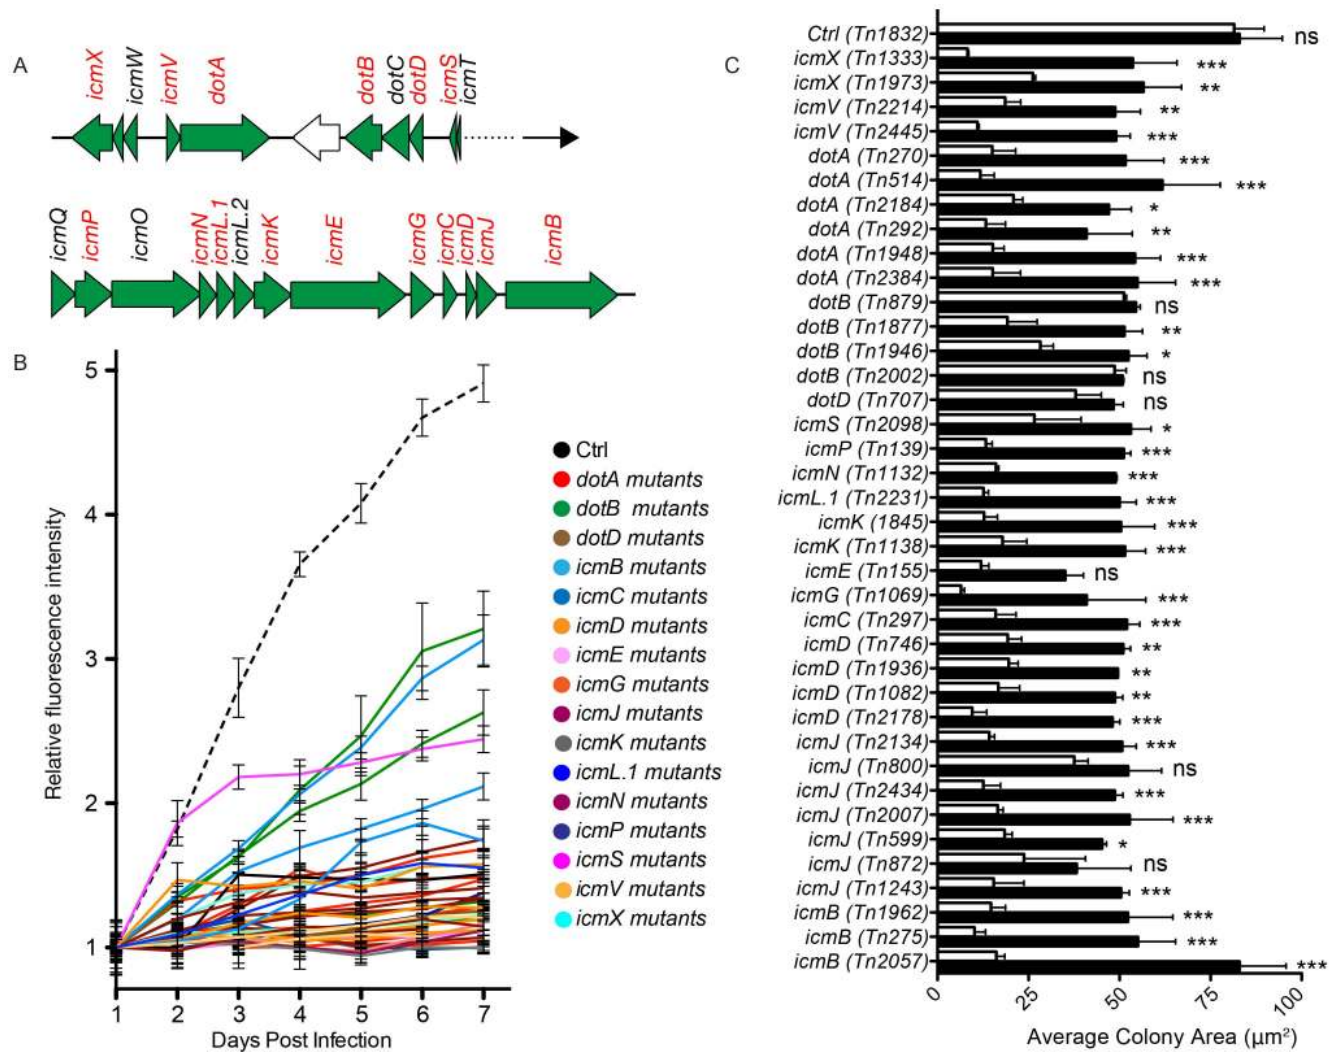 A
icmX
icmW
icmV
dotA
dotB
dotC
dotD
icmS
icmT
icmQ
icmP
icmO
icmN
icmL.1
icmL.2
icmK
icmE
icmG
icmC
icmD
icmJ
icmB
B
Relative fluorescence intensity
5
4
3
2
1
1 2 3 4 5 6 7
Days Post Infection
Ctrl
dotA mutants
dotB mutants
dotD mutants
icmB mutants
icmC mutants
icmD mutants
icmE mutants
icmG mutants
icmJ mutants
icmK mutants
icmL.1 mutants
icmN mutants
icmP mutants
icmS mutants
icmV mutants
icmX mutants
C
Ctrl (Tn1832) ns
icmX (Tn1333) ***
icmX (Tn1973) **
icmV (Tn2214) **
icmV (Tn2445) ***
dotA (Tn270) ***
dotA (Tn514) ***
dotA (Tn2184) *
dotA (Tn292) **
dotA (Tn1948) ***
dotA (Tn2384) ***
dotB (Tn879) ns
dotB (Tn1877) **
dotB (Tn1946) *
dotB (Tn2002) ns
dotD (Tn707) ns
icmS (Tn2098) *
icmP (Tn139) ***
icmN (Tn1132) ***
icmL.1 (Tn2231) ***
icmK (1845) ***
icmK (Tn1138) ***
icmE (Tn155) ns
icmG (Tn1069) ***
icmC (Tn297) ***
icmD (Tn746) **
icmD (Tn1936) **
icmD (Tn1082) **
icmD (Tn2178) ***
icmJ (Tn2134) ***
icmJ (Tn800) ns
icmJ (Tn2434) ***
icmJ (Tn2007) ***
icmJ (Tn599) *
icmJ (Tn872) ns
icmJ (Tn1243) ***
icmB (Tn1962) ***
icmB (Tn275) ***
icmB (Tn2057) ***
0 25 50 75 100
Average Colony Area (µm²)